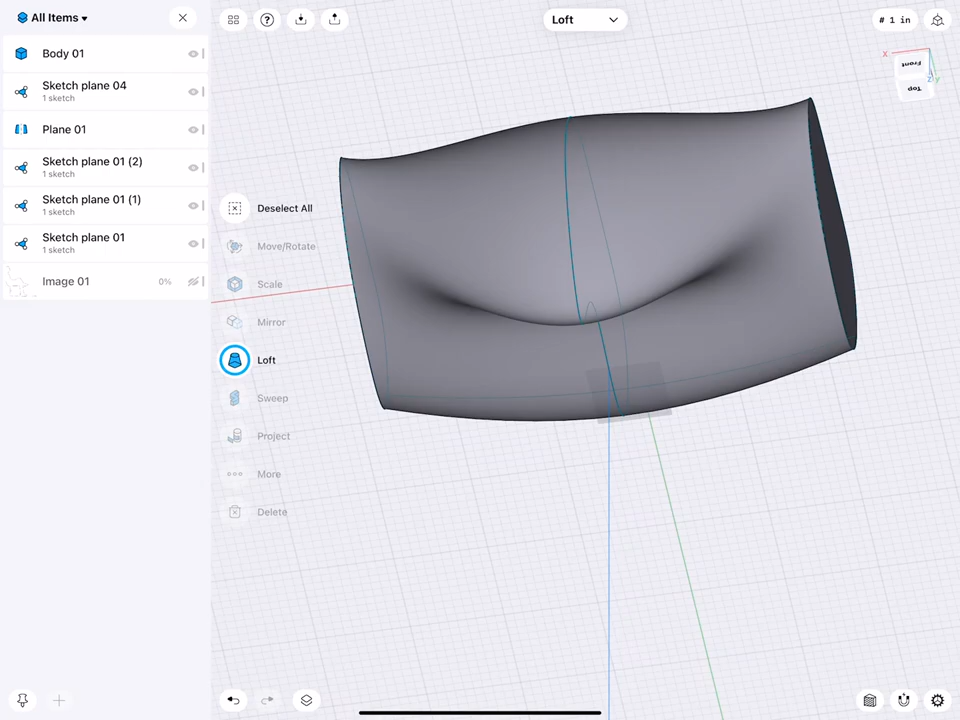 All Items
Loft
# 1 in
Body 01
Sketch plane 04
1 sketch
Plane 01
Sketch plane 01 (2)
1 sketch
Sketch plane 01 (1)
1 sketch
Sketch plane 01
1 sketch
Image 01 0%
Deselect All
Move/Rotate
Scale
Mirror
Loft
Sweep
Project
More
Delete
X
Front
Z
Y
Top